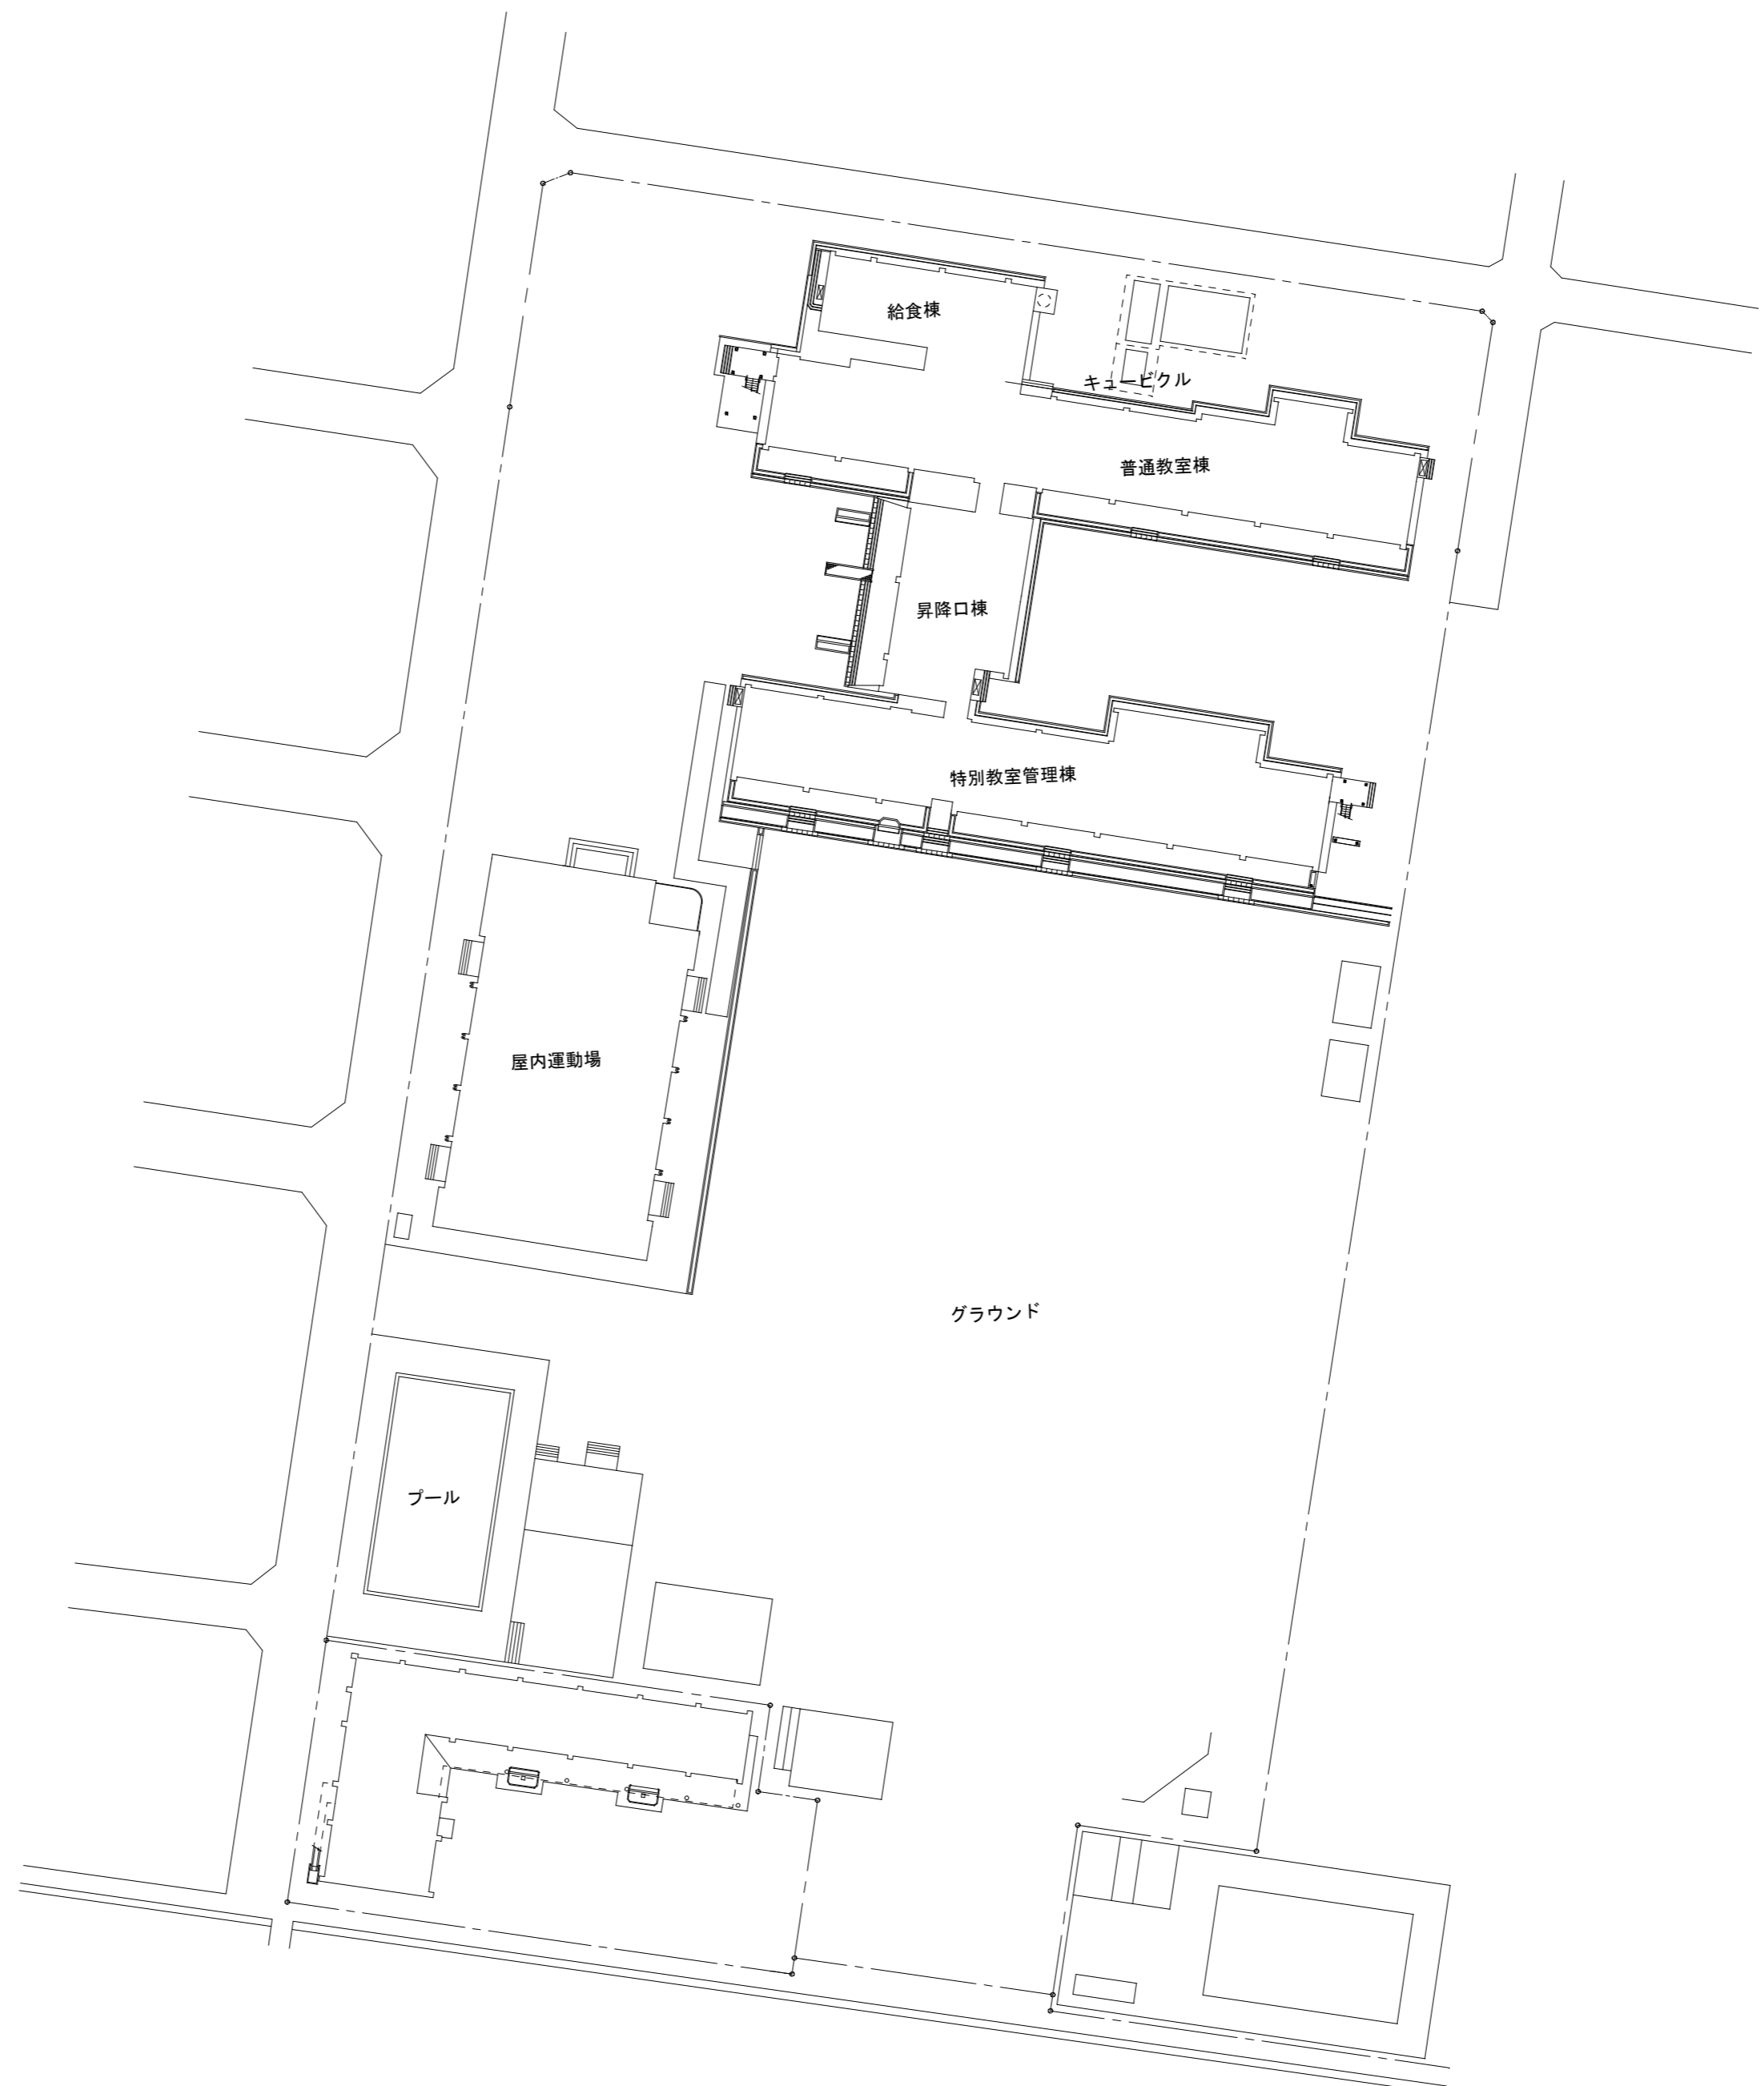 給食棟
キュービクル
普通教室棟
昇降口棟
特別教室管理棟
屋内運動場
グラウンド
プール